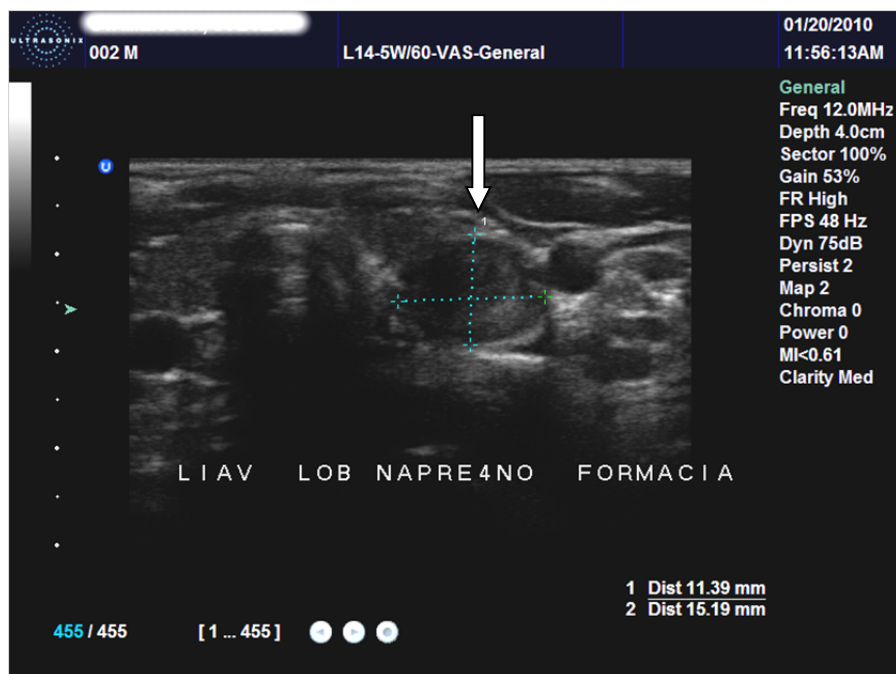 ULTRASONIX
002 M
L14-5W/60-VAS-General
01/20/2010
11:56:13AM
General
Freq 12.0MHz
Depth 4.0cm
Sector 100%
Gain 53%
FR High
FPS 48 Hz
Dyn 75dB
Persist 2
Map 2
Chroma 0
Power 0
MI<0.61
Clarity Med
1
LIAV LOB NAPRE4NO FORMACIA
1 Dist 11.39 mm
2 Dist 15.19 mm
455 / 455 [ 1 ... 455 ]